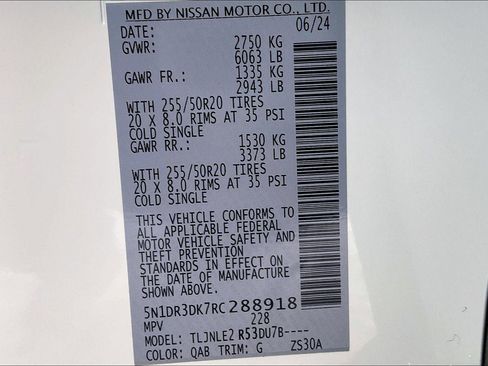 MFD BY NISSAN MOTOR CO., LTD.
DATE: 06/24
GVWR: 2750 KG
6063 LB
GAWR FR.: 1335 KG
2943 LB
WITH 255/50R20 TIRES
20 X 8.0 RIMS AT 35 PSI
COLD SINGLE
GAWR RR.: 1530 KG
3373 LB
WITH 255/50R20 TIRES
20 X 8.0 RIMS AT 35 PSI
COLD SINGLE
THIS VEHICLE CONFORMS TO
ALL APPLICABLE FEDERAL
MOTOR VEHICLE SAFETY AND
THEFT PREVENTION
STANDARDS IN EFFECT ON
THE DATE OF MANUFACTURE
SHOWN ABOVE.
5N1DR3DK7RC288918
MPV 228
MODEL: TLJNLE2 R53DU7B----
COLOR: QAB TRIM: G ZS30A